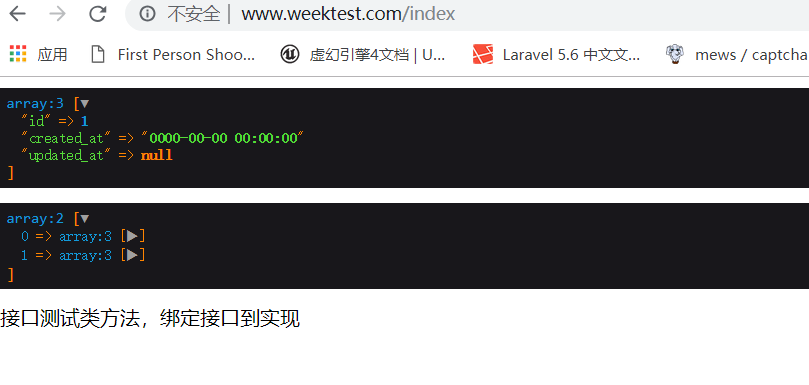 不安全 | www.weektest.com/index
应用 First Person Shoo... 虚幻引擎4文档 | U... Laravel 5.6 中文文... mews / captcha
array:3 [▼
"id" => 1
"created_at" => "0000-00-00 00:00:00"
"updated_at" => null
]
array:2 [▼
0 => array:3 [▶]
1 => array:3 [▶]
]
接口测试类方法，绑定接口到实现